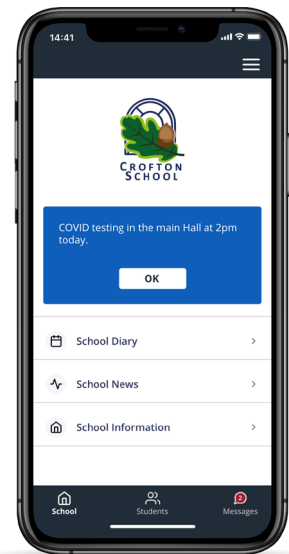 14:41
CROFTON
SCHOOL
COVID testing in the main Hall at 2pm
today.
OK
School Diary
School News
School Information
2
School
Students
Messages